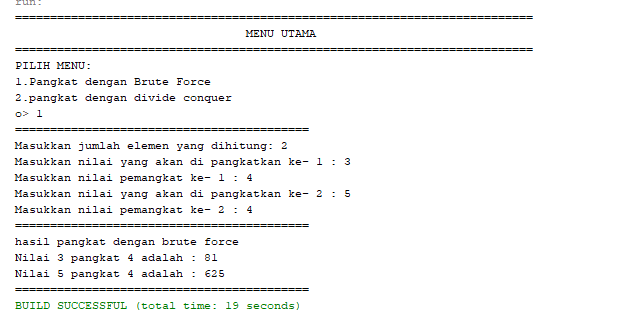 run:
==========================================================================
MENU UTAMA
==========================================================================
PILIH MENU:
1.Pangkat dengan Brute Force
2.pangkat dengan divide conquer
o> 1
==========================================
Masukkan jumlah elemen yang dihitung: 2
Masukkan nilai yang akan di pangkatkan ke- 1 : 3
Masukkan nilai pemangkat ke- 1 : 4
Masukkan nilai yang akan di pangkatkan ke- 2 : 5
Masukkan nilai pemangkat ke- 2 : 4
==========================================
hasil pangkat dengan brute force
Nilai 3 pangkat 4 adalah : 81
Nilai 5 pangkat 4 adalah : 625
==========================================
BUILD SUCCESSFUL (total time: 19 seconds)